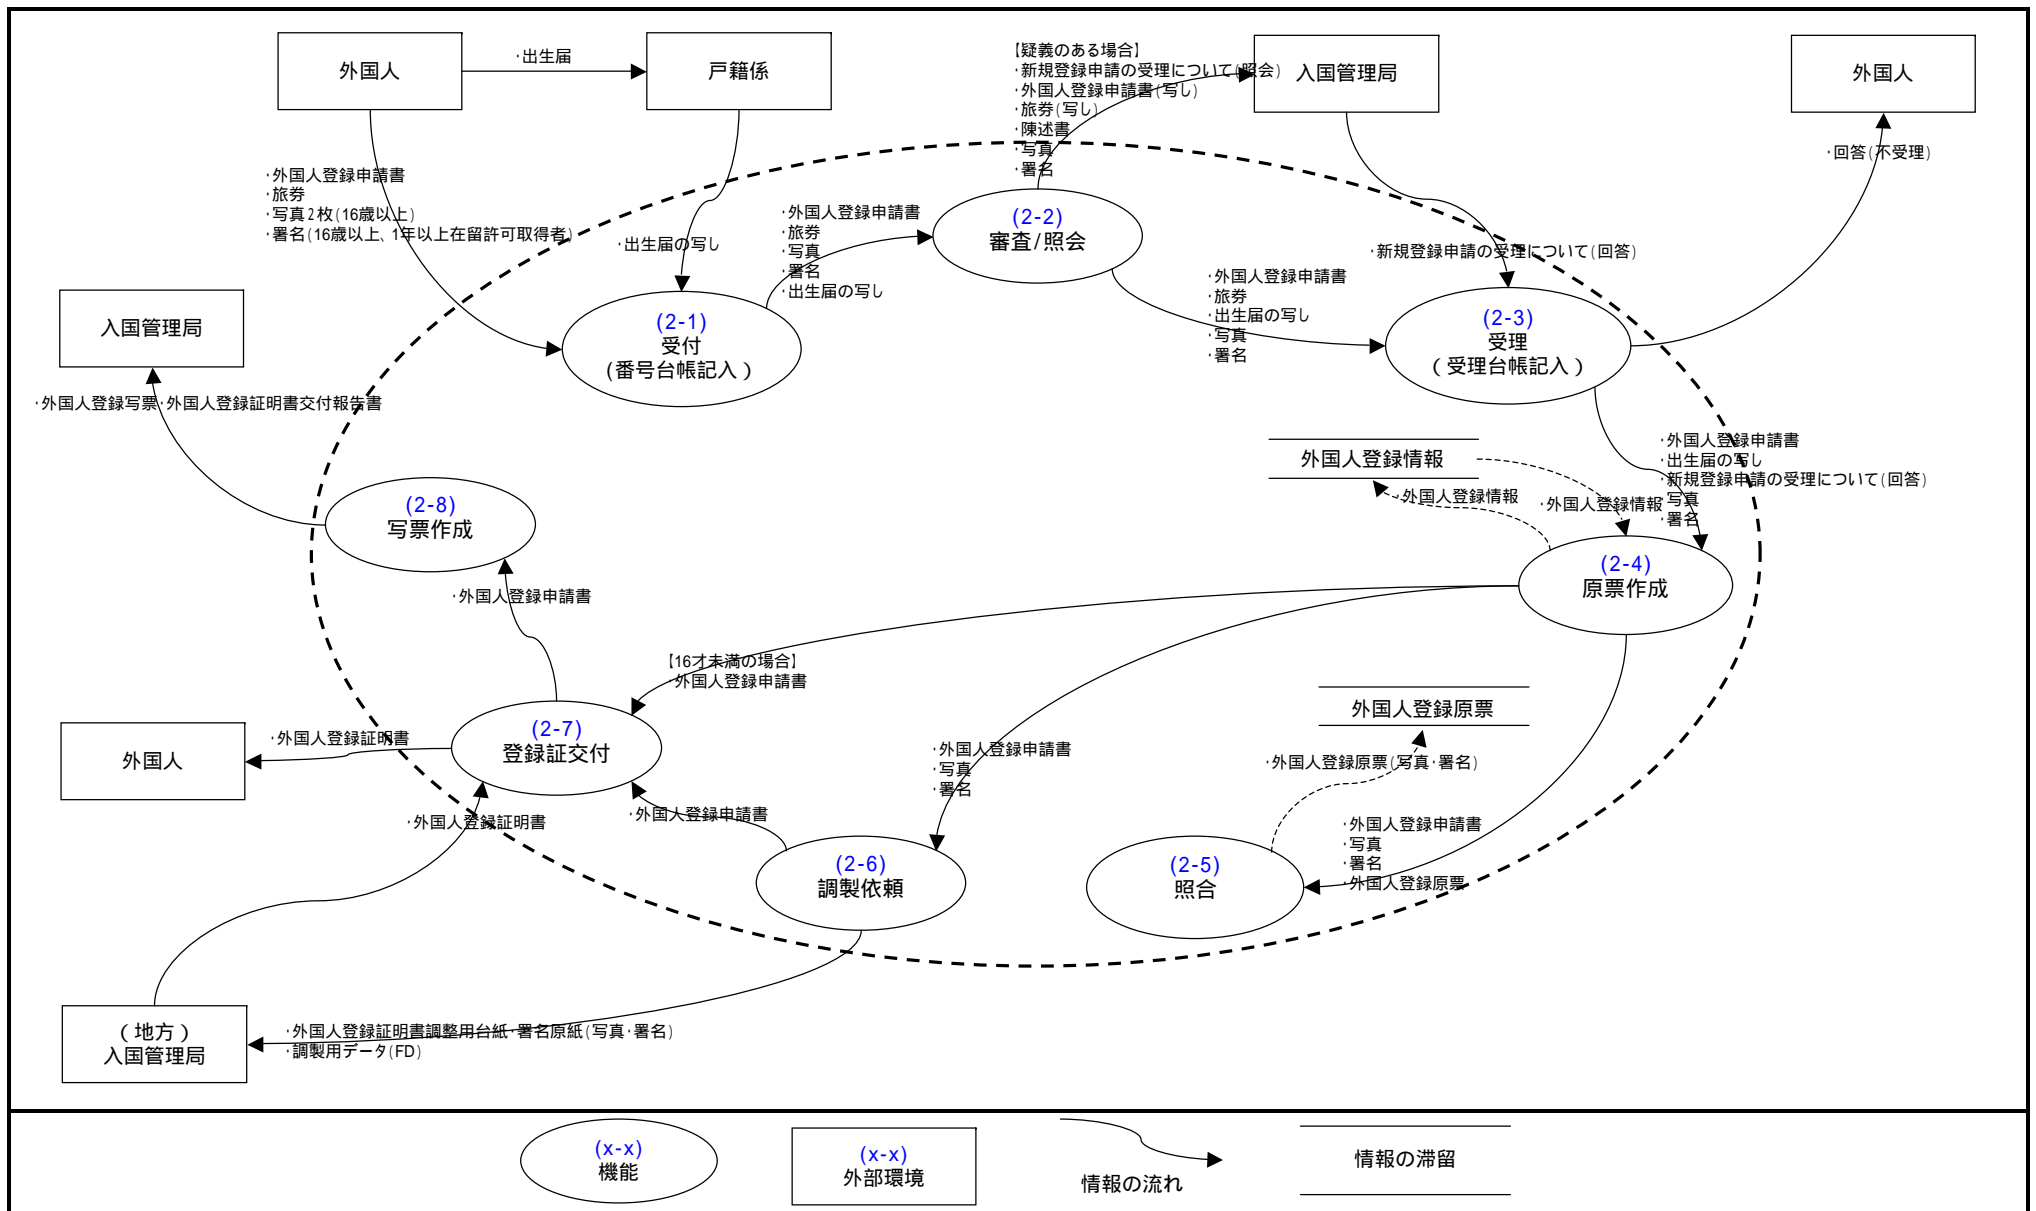 外国人
・出生届
戸籍係
【疑義のある場合】
・新規登録申請の受理について(照会)
・外国人登録申請書(写し)
・旅券(写し)
・陳述書
・写真
・署名
入国管理局
外国人
・回答(不受理)
・外国人登録申請書
・旅券
・写真2枚(16歳以上)
・署名(16歳以上、1年以上在留許可取得者)
・出生届の写し
・外国人登録申請書
・旅券
・写真
・署名
・出生届の写し
(2-2)
審査/照会
・新規登録申請の受理について(回答)
・外国人登録申請書
・旅券
・出生届の写し
・写真
・署名
(2-1)
受付
(番号台帳記入)
(2-3)
受理
(受理台帳記入)
入国管理局
・外国人登録写票・外国人登録証明書交付報告書
・外国人登録申請書
・出生届の写し
・新規登録申請の受理について(回答)
・写真
・署名
外国人登録情報
・外国人登録情報
・外国人登録情報
(2-8)
写票作成
(2-4)
原票作成
・外国人登録申請書
【16才未満の場合】
・外国人登録申請書
外国人登録原票
(2-7)
登録証交付
・外国人登録証明書
外国人
・外国人登録申請書
・写真
・署名
・外国人登録原票(写真・署名)
・外国人登録証明書
・外国人登録申請書
・外国人登録申請書
・写真
・署名
・外国人登録原票
(2-6)
調製依頼
(2-5)
照合
(地方)
入国管理局
・外国人登録証明書調整用台紙・署名原紙(写真・署名)
・調製用データ(FD)
(x-x)
機能
(x-x)
外部環境
情報の流れ
情報の滞留